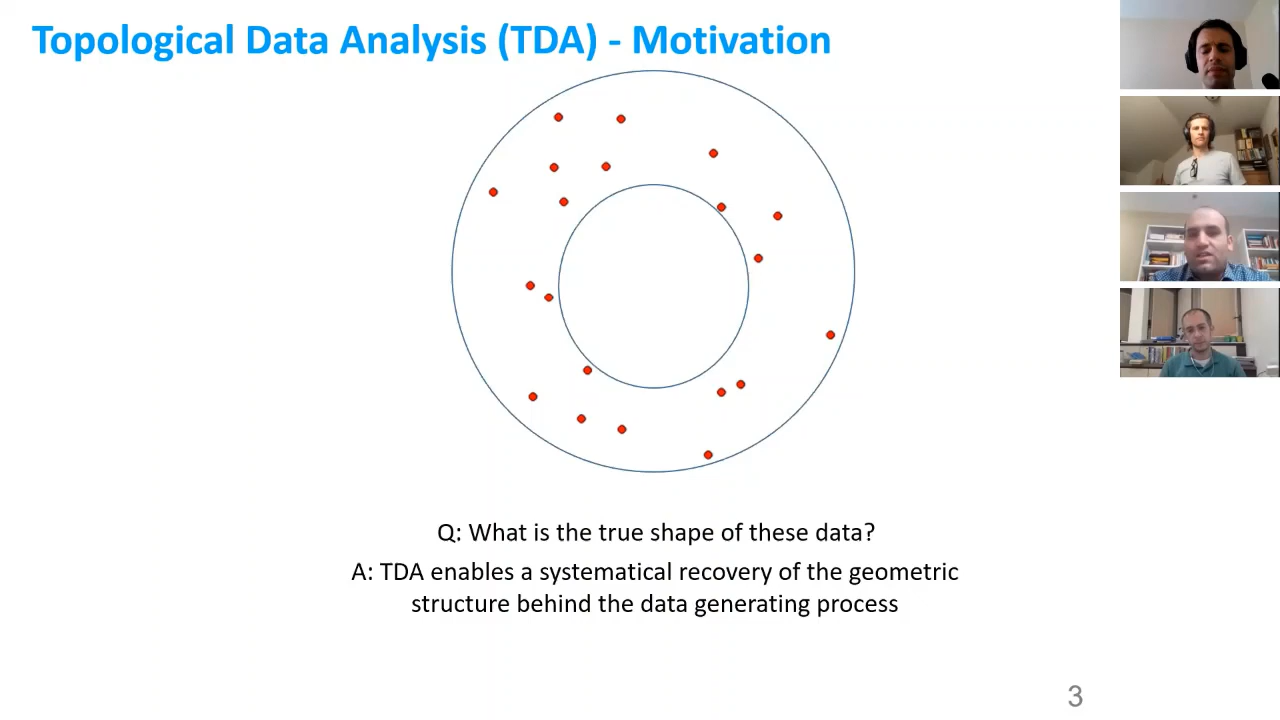 Topological Data Analysis (TDA) - Motivation
Q: What is the true shape of these data?
A: TDA enables a systematical recovery of the geometric
structure behind the data generating process
3